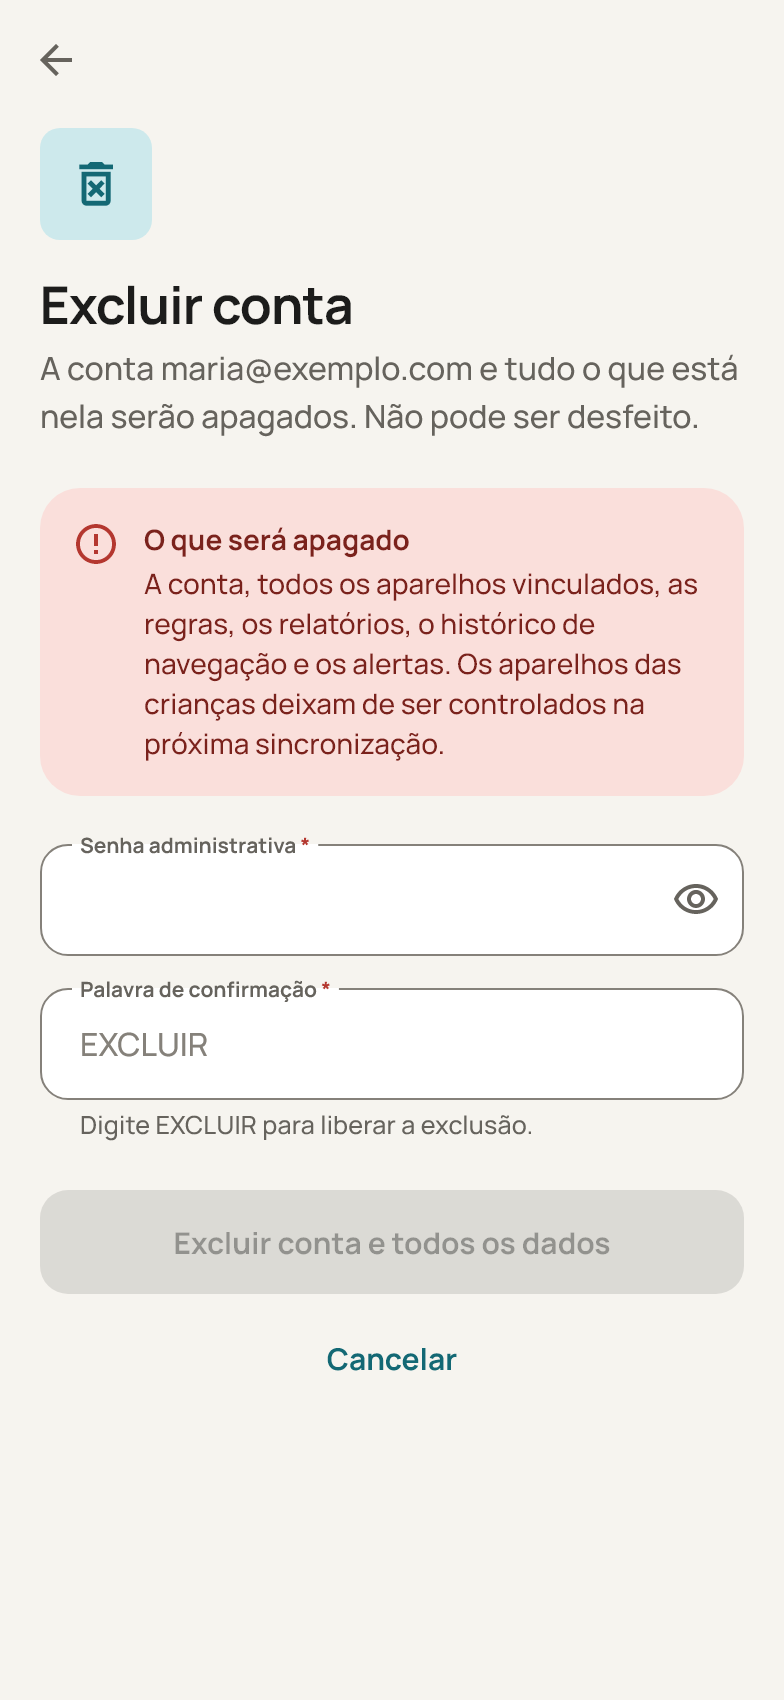 Excluir conta
A conta maria@exemplo.com e tudo o que está
nela serão apagados. Não pode ser desfeito.
O que será apagado
A conta, todos os aparelhos vinculados, as
regras, os relatórios, o histórico de
navegação e os alertas. Os aparelhos das
crianças deixam de ser controlados na
próxima sincronização.
Senha administrativa *
Palavra de confirmação *
EXCLUIR
Digite EXCLUIR para liberar a exclusão.
Excluir conta e todos os dados
Cancelar